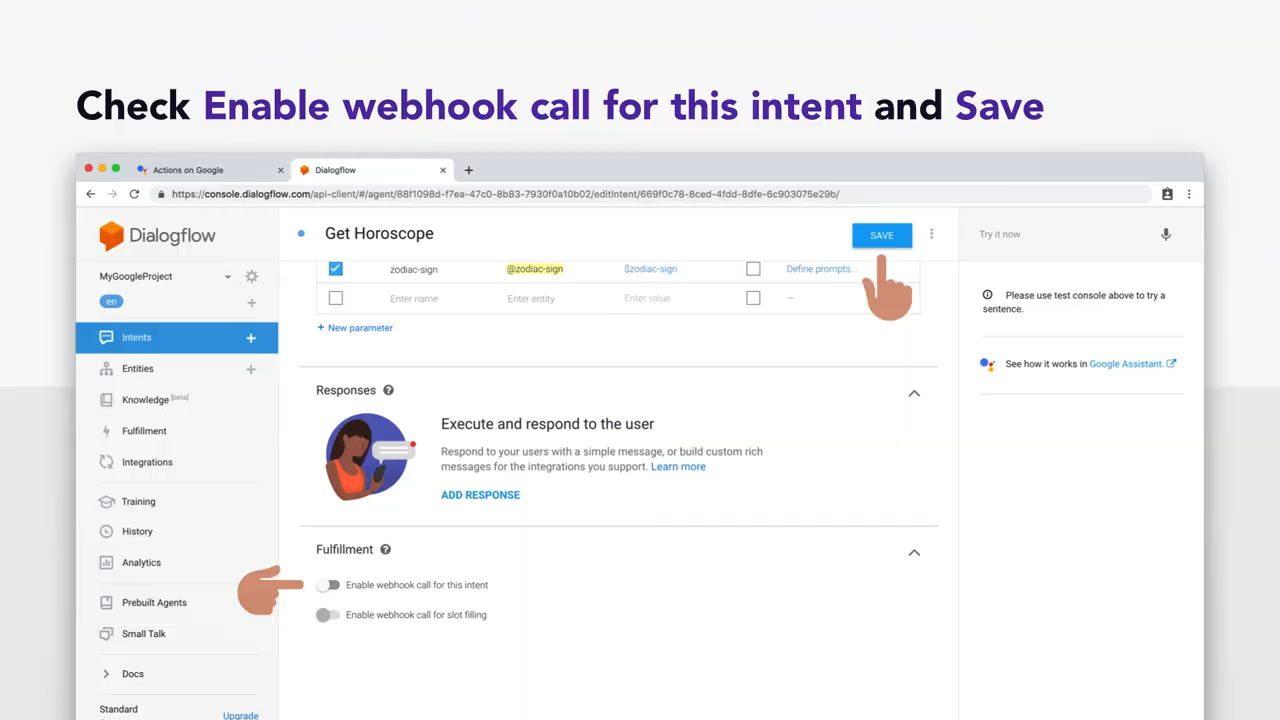 Check Enable webhook call for this intent and Save
Actions on Google
Dialogflow
https://console.dialogflow.com/api-client/#/agent/88f1098d-f7ea-47c0-8b83-7930f0a10b02/editIntent/669f0c78-8ced-4fdd-8dfe-6c903075e29b/
Dialogflow
Get Horoscope
SAVE
Try it now
MyGoogleProject
en
zodiac-sign @zodiac-sign $zodiac-sign Define prompts...
Enter name Enter entity Enter value –
+ New parameter
Please use test console above to try a
sentence.
See how it works in Google Assistant.
Intents
Entities
Knowledge [beta]
Fulfillment
Integrations
Training
History
Analytics
Prebuilt Agents
Small Talk
Docs
Standard
Upgrade
Responses
Execute and respond to the user
Respond to your users with a simple message, or build custom rich
messages for the integrations you support. Learn more
ADD RESPONSE
Fulfillment
Enable webhook call for this intent
Enable webhook call for slot filling